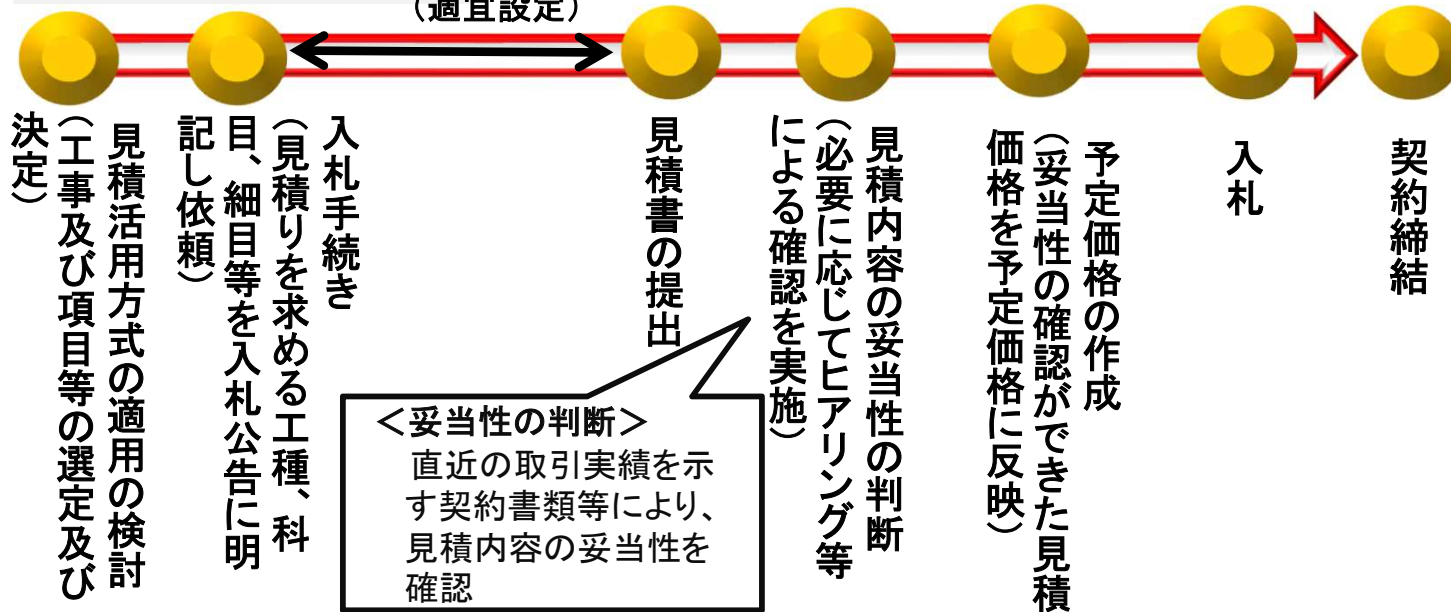 （適宜設定）
見積活用方式の適用の検討
（工事及び項目等の選定及び
決定）
入札手続き
（見積りを求める工種、科
目、細目等を入札公告に明
記し依頼）
見積書の提出
見積内容の妥当性の判断
（必要に応じてヒアリング等
による確認を実施）
＜妥当性の判断＞
直近の取引実績を示
す契約書類等により、
見積内容の妥当性を
確認
予定価格の作成
（妥当性の確認ができた見積
価格を予定価格に反映）
入札
契約締結